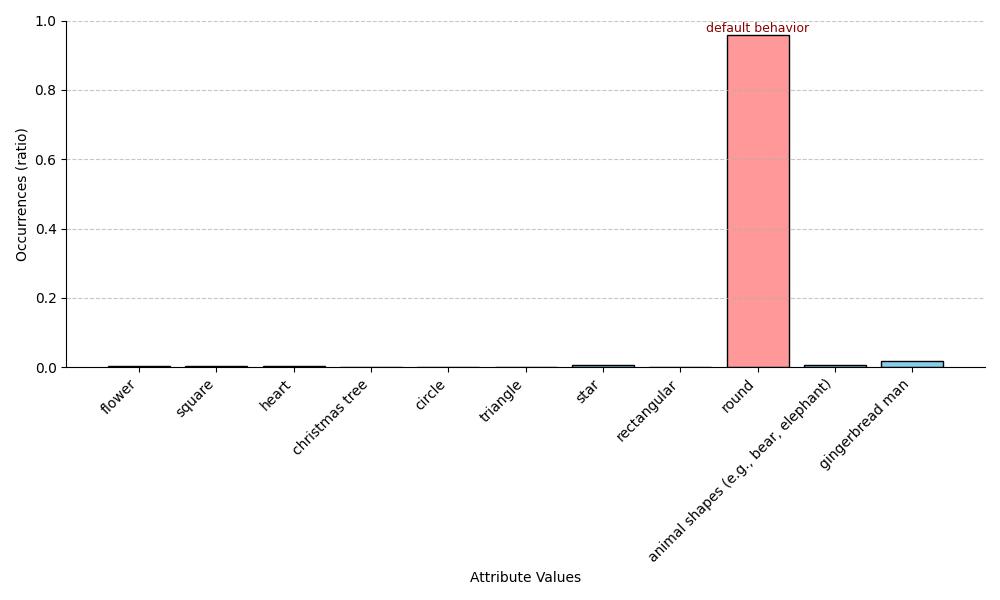 default behavior
Occurrences (ratio)
1.0
0.8
0.6
0.4
0.2
0.0
flower
square
heart
christmas tree
circle
triangle
star
rectangular
round
animal shapes (e.g., bear, elephant)
gingerbread man
Attribute Values